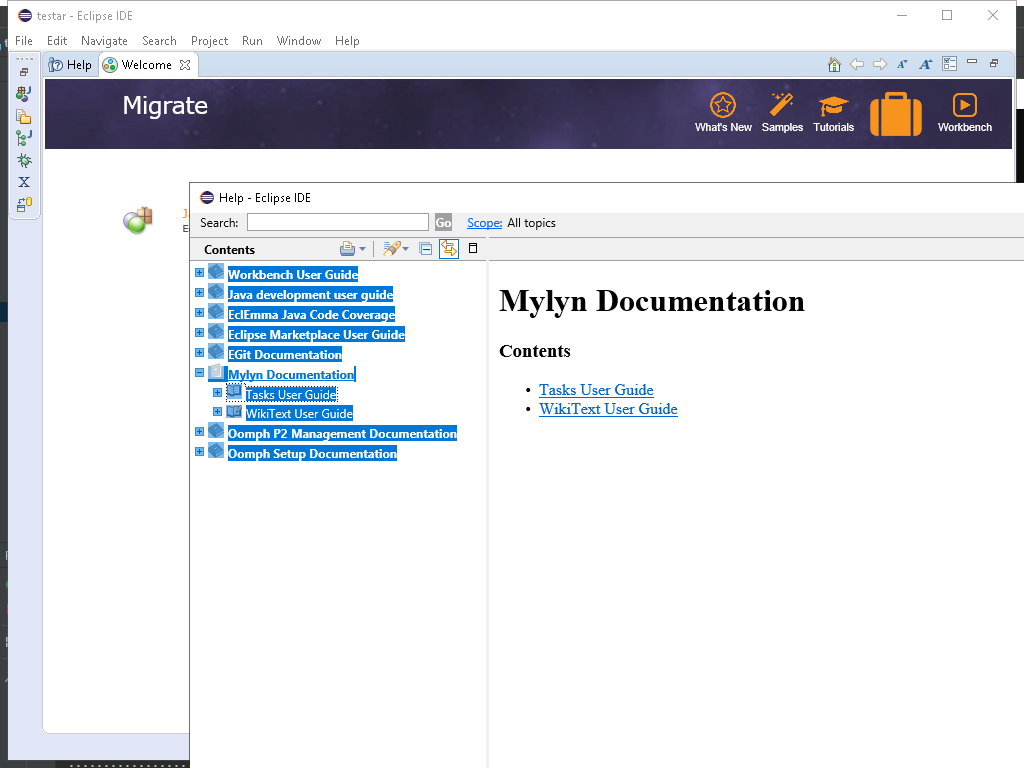 testar - Eclipse IDE
File Edit Navigate Search Project Run Window Help
Help Welcome
Migrate
What's New Samples Tutorials Workbench
Help - Eclipse IDE
Search: Go Scope: All topics
Contents
Workbench User Guide
Java development user guide
EclEmma Java Code Coverage
Eclipse Marketplace User Guide
EGit Documentation
Mylyn Documentation
Tasks User Guide
WikiText User Guide
Oomph P2 Management Documentation
Oomph Setup Documentation
Mylyn Documentation
Contents
• Tasks User Guide
• WikiText User Guide